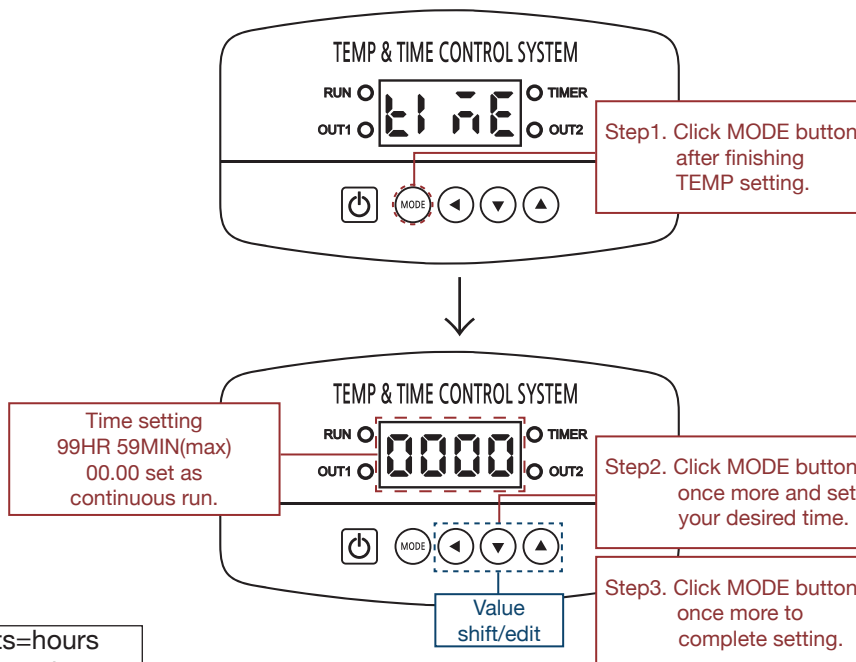 TEMP & TIME CONTROL SYSTEM
RUN
TIMER
OUT1
OUT2
tIME
MODE
Step1. Click MODE button
after finishing
TEMP setting.
TEMP & TIME CONTROL SYSTEM
RUN
TIMER
OUT1
OUT2
0000
Time setting
99HR 59MIN(max)
00.00 set as
continuous run.
MODE
Step2. Click MODE button
once more and set
your desired time.
Value
shift/edit
Step3. Click MODE button
once more to
complete setting.
=hours